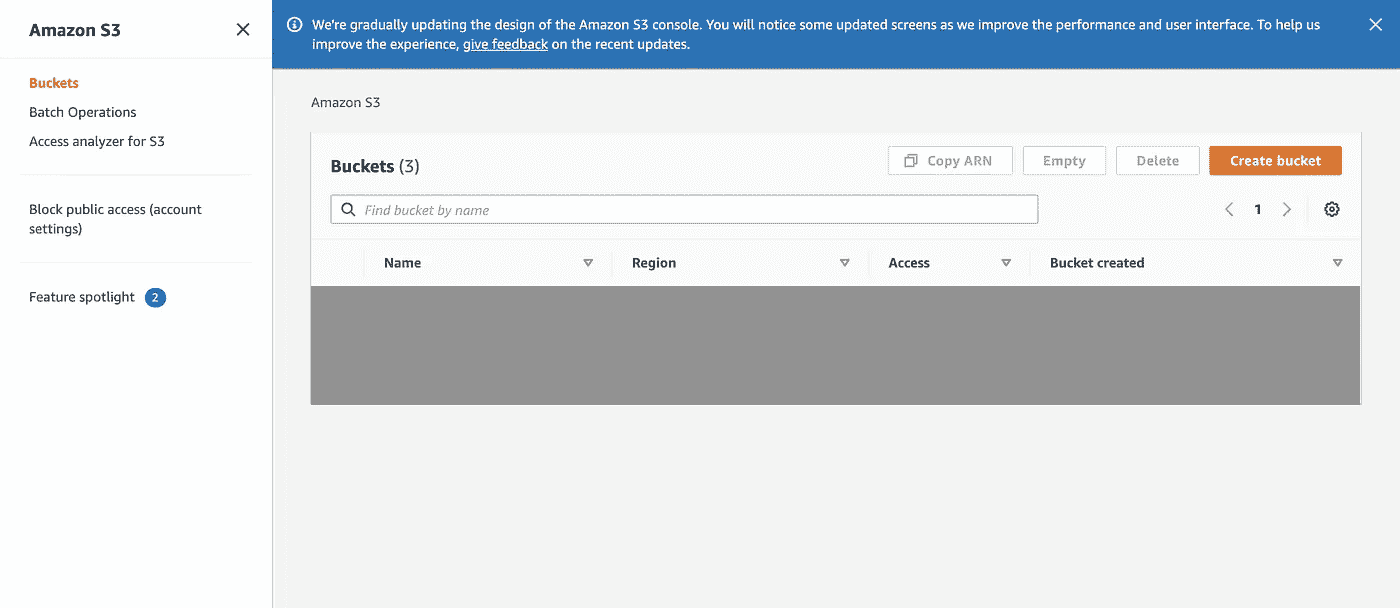 Amazon S3
Buckets
Batch Operations
Access analyzer for S3
Block public access (account
settings)
Feature spotlight 2
We're gradually updating the design of the Amazon S3 console. You will notice some updated screens as we improve the performance and user interface. To help us
improve the experience, give feedback on the recent updates.
Amazon S3
Buckets (3)
Copy ARN Empty Delete Create bucket
Find bucket by name
1
Name Region Access Bucket created